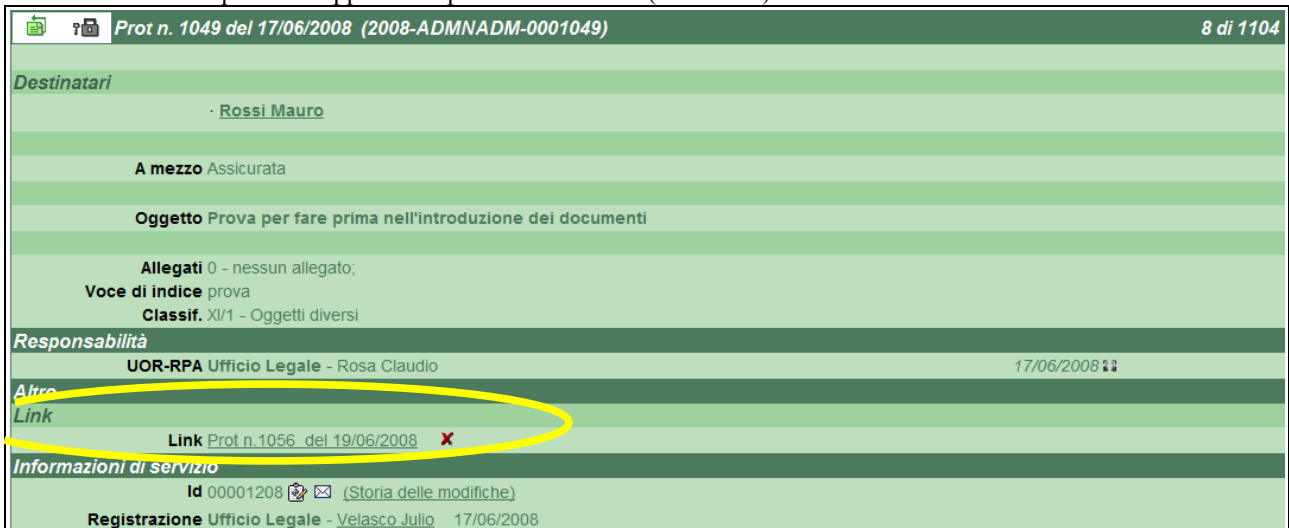 Prot n. 1049 del 17/06/2008 (2008-ADMNADM-0001049) 8 di 1104
Destinatari
· Rossi Mauro
A mezzo Assicurata
Oggetto Prova per fare prima nell'introduzione dei documenti
Allegati 0 - nessun allegato;
Voce di indice prova
Classif. XI/1 - Oggetti diversi
Responsabilità
UOR-RPA Ufficio Legale - Rosa Claudio 17/06/2008
Altro
Link
Link Prot n.1056 del 19/06/2008
Informazioni di servizio
Id 00001208 (Storia delle modifiche)
Registrazione Ufficio Legale - Velasco Julio 17/06/2008